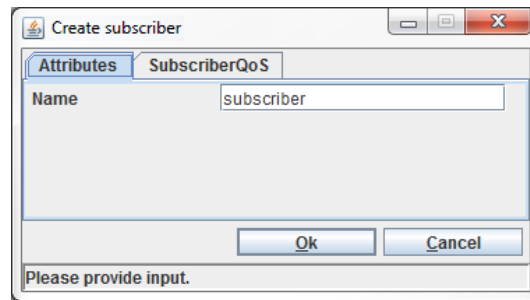 Create subscriber
Attributes SubscriberQoS
Name subscriber
Ok Cancel
Please provide input.